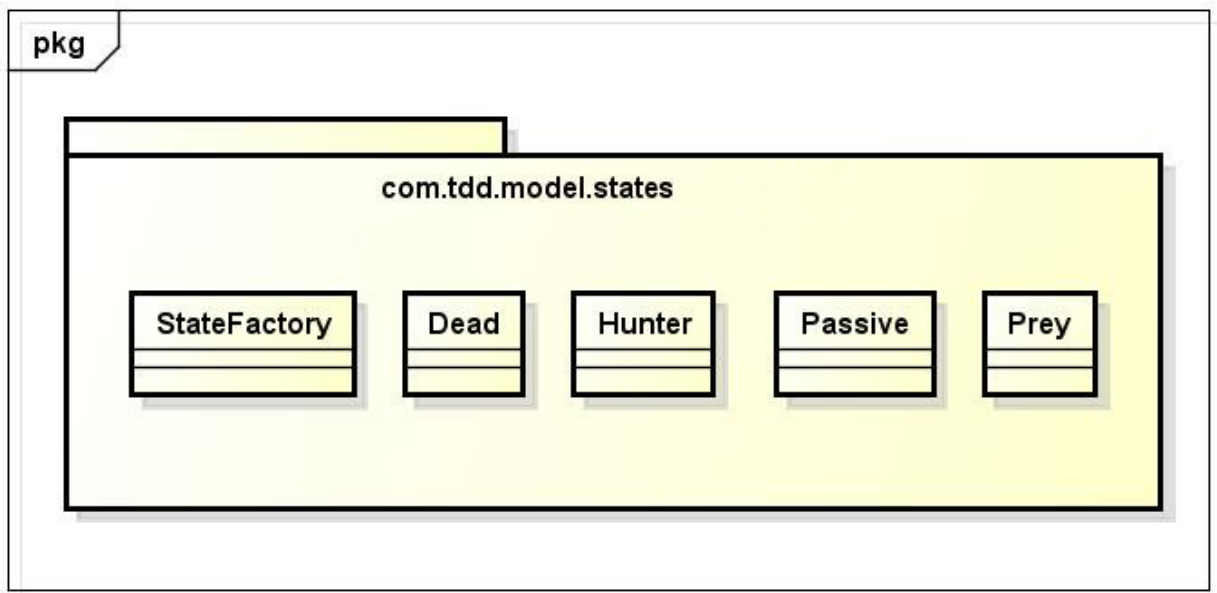 pkg
com.tdd.model.states
StateFactory
Dead
Hunter
Passive
Prey